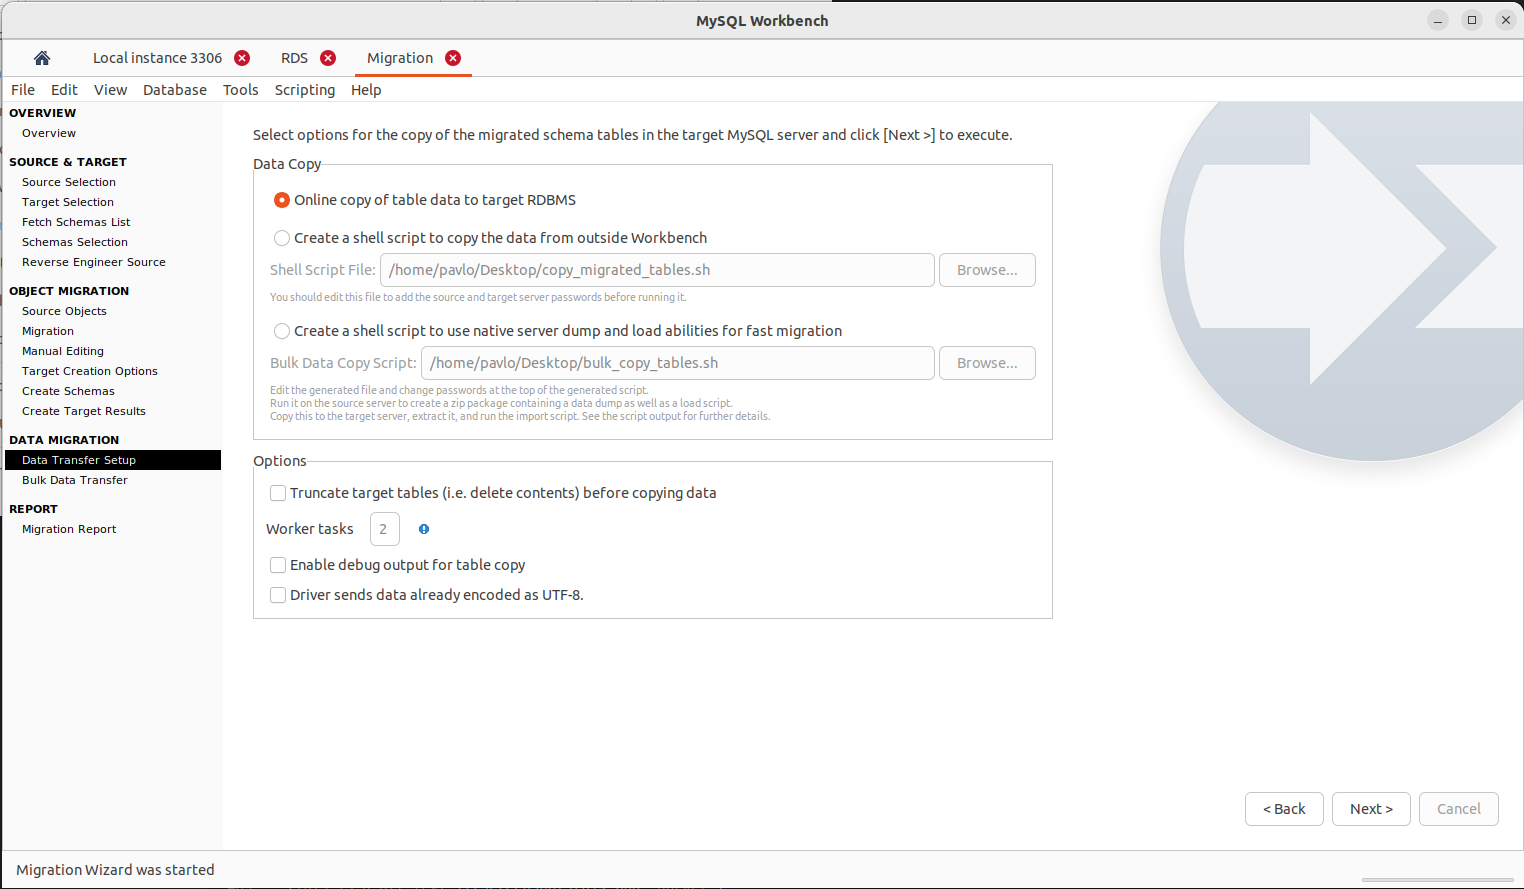 MySQL Workbench
Local instance 3306
RDS
Migration
File Edit View Database Tools Scripting Help
OVERVIEW
Overview
SOURCE & TARGET
Source Selection
Target Selection
Fetch Schemas List
Schemas Selection
Reverse Engineer Source
OBJECT MIGRATION
Source Objects
Migration
Manual Editing
Target Creation Options
Create Schemas
Create Target Results
DATA MIGRATION
Data Transfer Setup
Bulk Data Transfer
REPORT
Migration Report
Select options for the copy of the migrated schema tables in the target MySQL server and click [Next >] to execute.
Data Copy
Online copy of table data to target RDBMS
Create a shell script to copy the data from outside Workbench
Shell Script File: /home/pavlo/Desktop/copy_migrated_tables.sh Browse...
You should edit this file to add the source and target server passwords before running it.
Create a shell script to use native server dump and load abilities for fast migration
Bulk Data Copy Script: /home/pavlo/Desktop/bulk_copy_tables.sh Browse...
Edit the generated file and change passwords at the top of the generated script.
Run it on the source server to create a zip package containing a data dump as well as a load script.
Copy this to the target server, extract it, and run the import script. See the script output for further details.
Options
Truncate target tables (i.e. delete contents) before copying data
Worker tasks 2
Enable debug output for table copy
Driver sends data already encoded as UTF-8.
< Back Next > Cancel
Migration Wizard was started